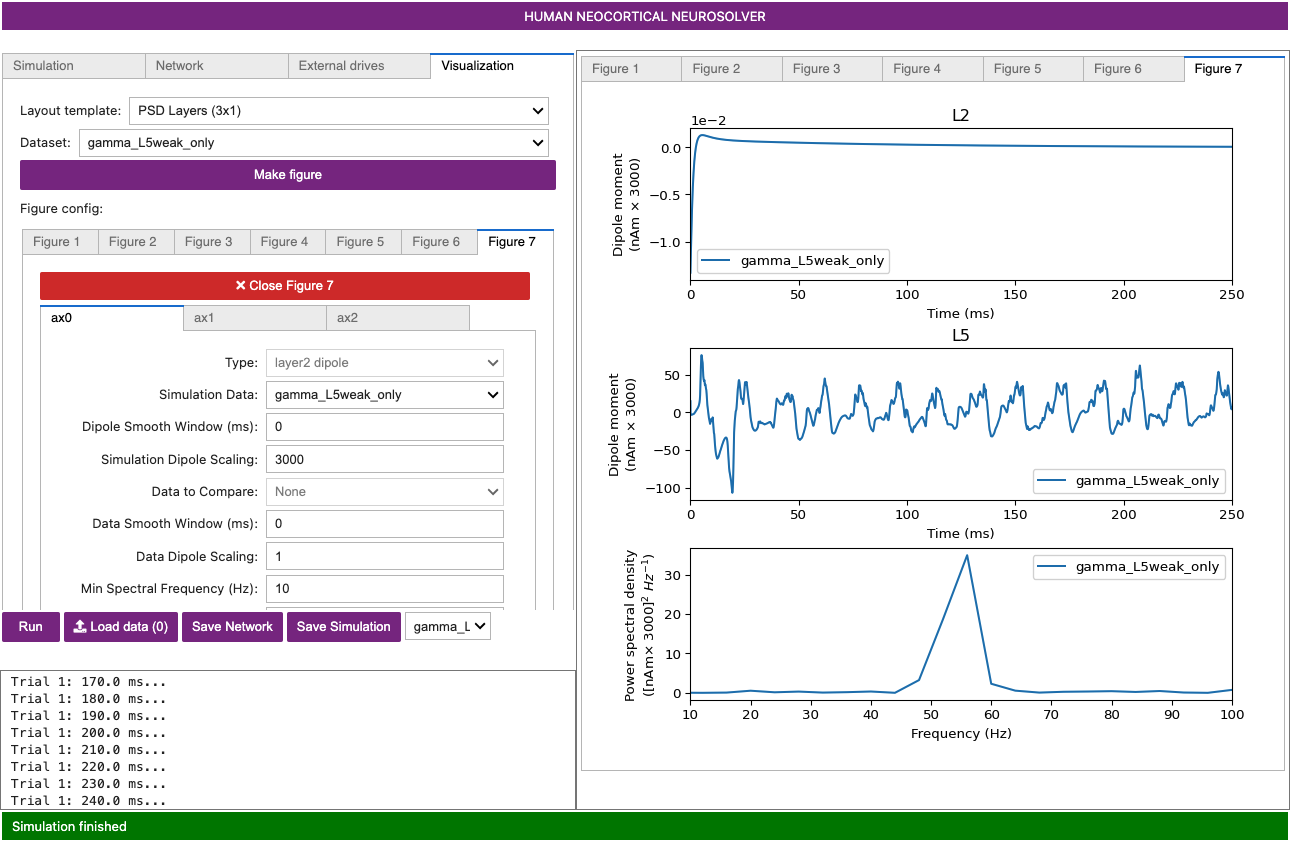 HUMAN NEOCORTICAL NEUROSOLVER
Simulation
Network
External drives
Visualization
Layout template: PSD Layers (3x1)
Dataset: gamma_L5weak_only
Make figure
Figure config:
Figure 1
Figure 2
Figure 3
Figure 4
Figure 5
Figure 6
Figure 7
Close Figure 7
ax0
ax1
ax2
Type: layer2 dipole
Simulation Data: gamma_L5weak_only
Dipole Smooth Window (ms): 0
Simulation Dipole Scaling: 3000
Data to Compare: None
Data Smooth Window (ms): 0
Data Dipole Scaling: 1
Min Spectral Frequency (Hz): 10
Run
Load data (0)
Save Network
Save Simulation
gamma_L
Trial 1: 170.0 ms...
Trial 1: 180.0 ms...
Trial 1: 190.0 ms...
Trial 1: 200.0 ms...
Trial 1: 210.0 ms...
Trial 1: 220.0 ms...
Trial 1: 230.0 ms...
Trial 1: 240.0 ms...
Figure 1
Figure 2
Figure 3
Figure 4
Figure 5
Figure 6
Figure 7
L2
1e−2
0.0
−0.5
−1.0
Dipole moment
(nAm × 3000)
gamma_L5weak_only
0 50 100 150 200 250
Time (ms)
L5
50
0
−50
−100
Dipole moment
(nAm × 3000)
gamma_L5weak_only
0 50 100 150 200 250
Time (ms)
30
20
10
0
Power spectral density
([nAm× 3000]² Hz⁻¹)
gamma_L5weak_only
10 20 30 40 50 60 70 80 90 100
Frequency (Hz)
Simulation finished